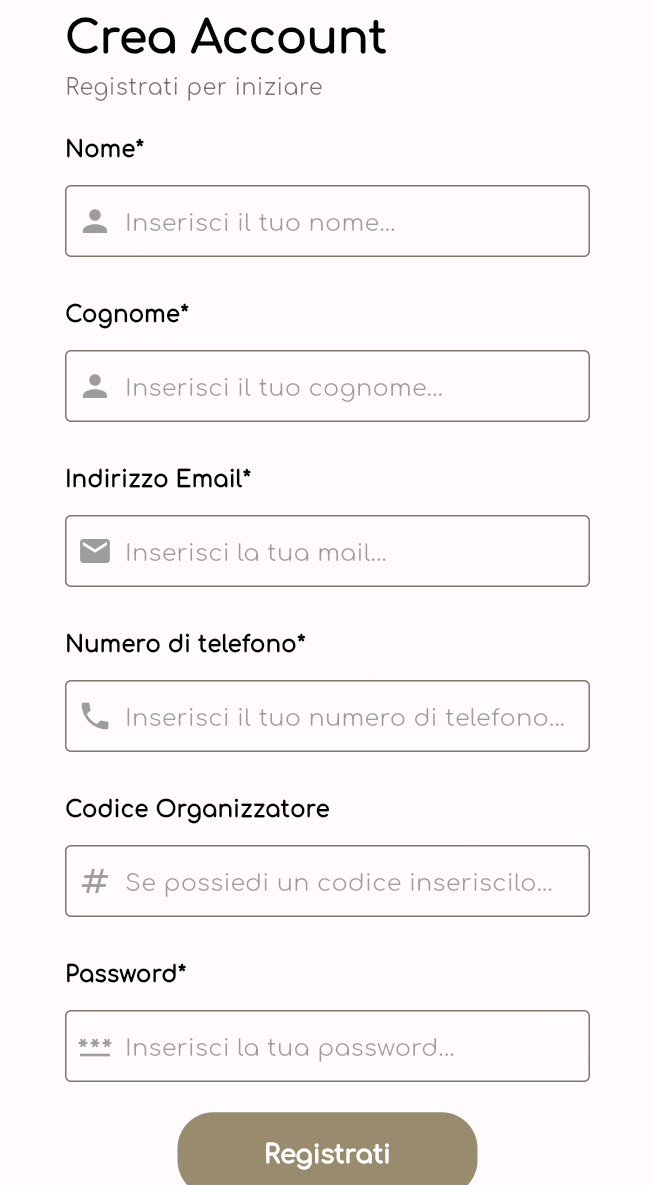 Crea Account
Registrati per iniziare
Nome*
Inserisci il tuo nome...
Cognome*
Inserisci il tuo cognome...
Indirizzo Email*
Inserisci la tua mail...
Numero di telefono*
Inserisci il tuo numero di telefono...
Codice Organizzatore
# Se possiedi un codice inseriscilo...
Password*
*** Inserisci la tua password...
Registrati